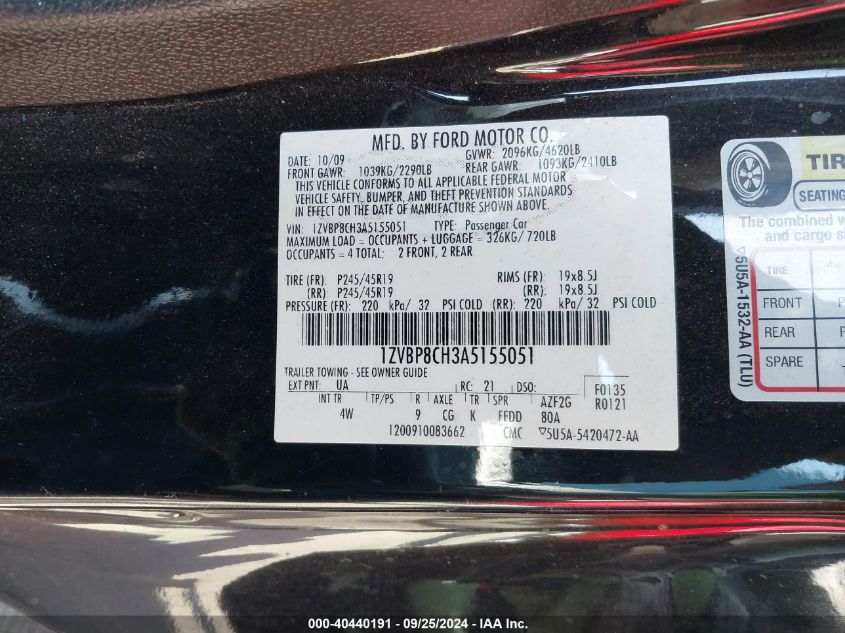 MFD. BY FORD MOTOR CO.
DATE: 10/09 GVWR: 2096KG/4620LB
FRONT GAWR: 1039KG/2290LB REAR GAWR: 1093KG/2410LB
THIS VEHICLE CONFORMS TO ALL APPLICABLE FEDERAL MOTOR
VEHICLE SAFETY, BUMPER, AND THEFT PREVENTION STANDARDS
IN EFFECT ON THE DATE OF MANUFACTURE SHOWN ABOVE.
VIN: 1ZVBP8CH3A5155051 TYPE: Passenger Car
MAXIMUM LOAD = OCCUPANTS + LUGGAGE = 326KG/720LB
OCCUPANTS = 4 TOTAL: 2 FRONT, 2 REAR
TIRE (FR): P245/45R19 RIMS (FR): 19x8.5J
(RR): P245/45R19 (RR): 19x8.5J
PRESSURE (FR): 220 kPa/ 32 PSI COLD (RR): 220 kPa/ 32 PSI COLD
1ZVBP8CH3A5155051
TRAILER TOWING - SEE OWNER GUIDE
EXT PNT: UA RC: 21 DSO: F0135
INT TR TP/PS R AXLE TR SPR AZF2G R0121
4W 9 CG K FFDD 80A
1200910083662 CMC ▽5U5A-5420472-AA
TIR
SEATING
The combined w
and cargo s
TIRE
FRONT P
REAR P
SPARE
▽5U5A-1532-AA (TLU)
000-40440191 - 09/25/2024 - IAA Inc.